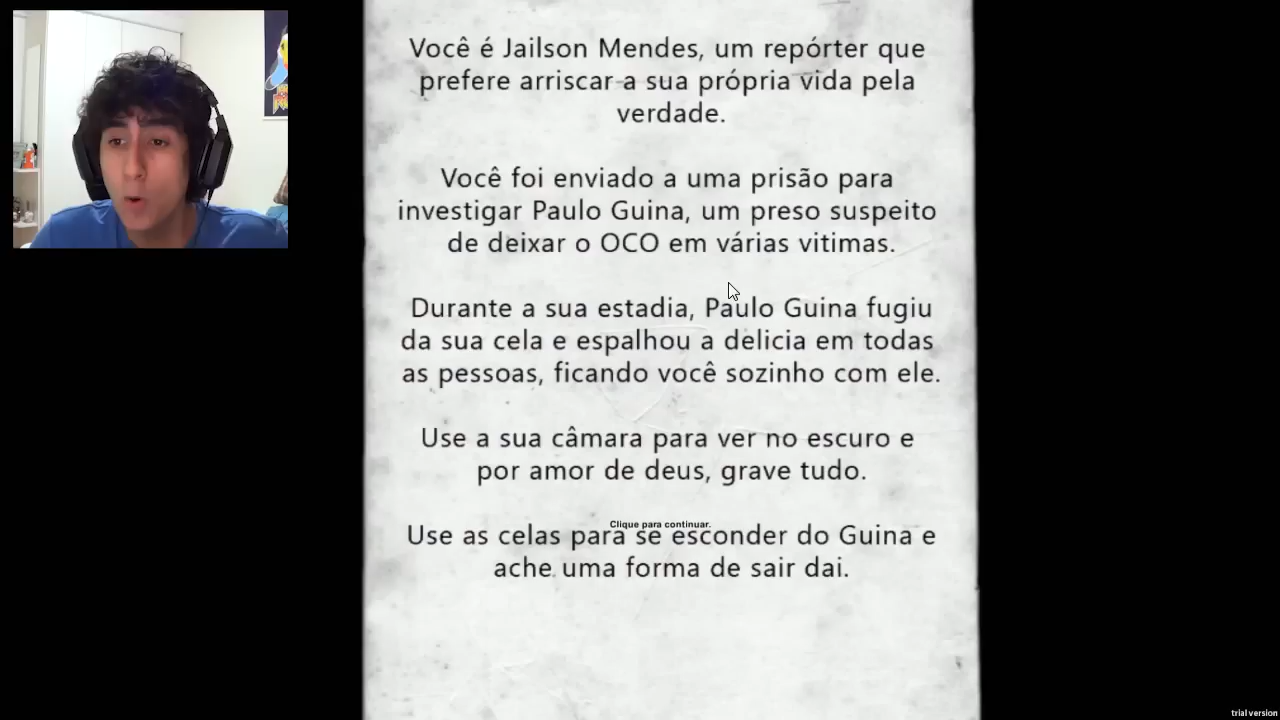 Você é Jailson Mendes, um repórter que
prefere arriscar a sua própria vida pela
verdade.
Você foi enviado a uma prisão para
investigar Paulo Guina, um preso suspeito
de deixar o OCO em várias vitimas.
Durante a sua estadia, Paulo Guina fugiu
da sua cela e espalhou a delicia em todas
as pessoas, ficando você sozinho com ele.
Use a sua câmara para ver no escuro e
por amor de deus, grave tudo.
Clique para continuar.
Use as celas para se esconder do Guina e
ache uma forma de sair dai.
trial version